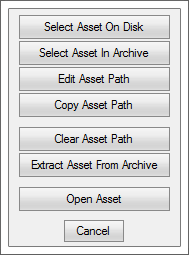 Select Asset On Disk
Select Asset In Archive
Edit Asset Path
Copy Asset Path
Clear Asset Path
Extract Asset From Archive
Open Asset
Cancel